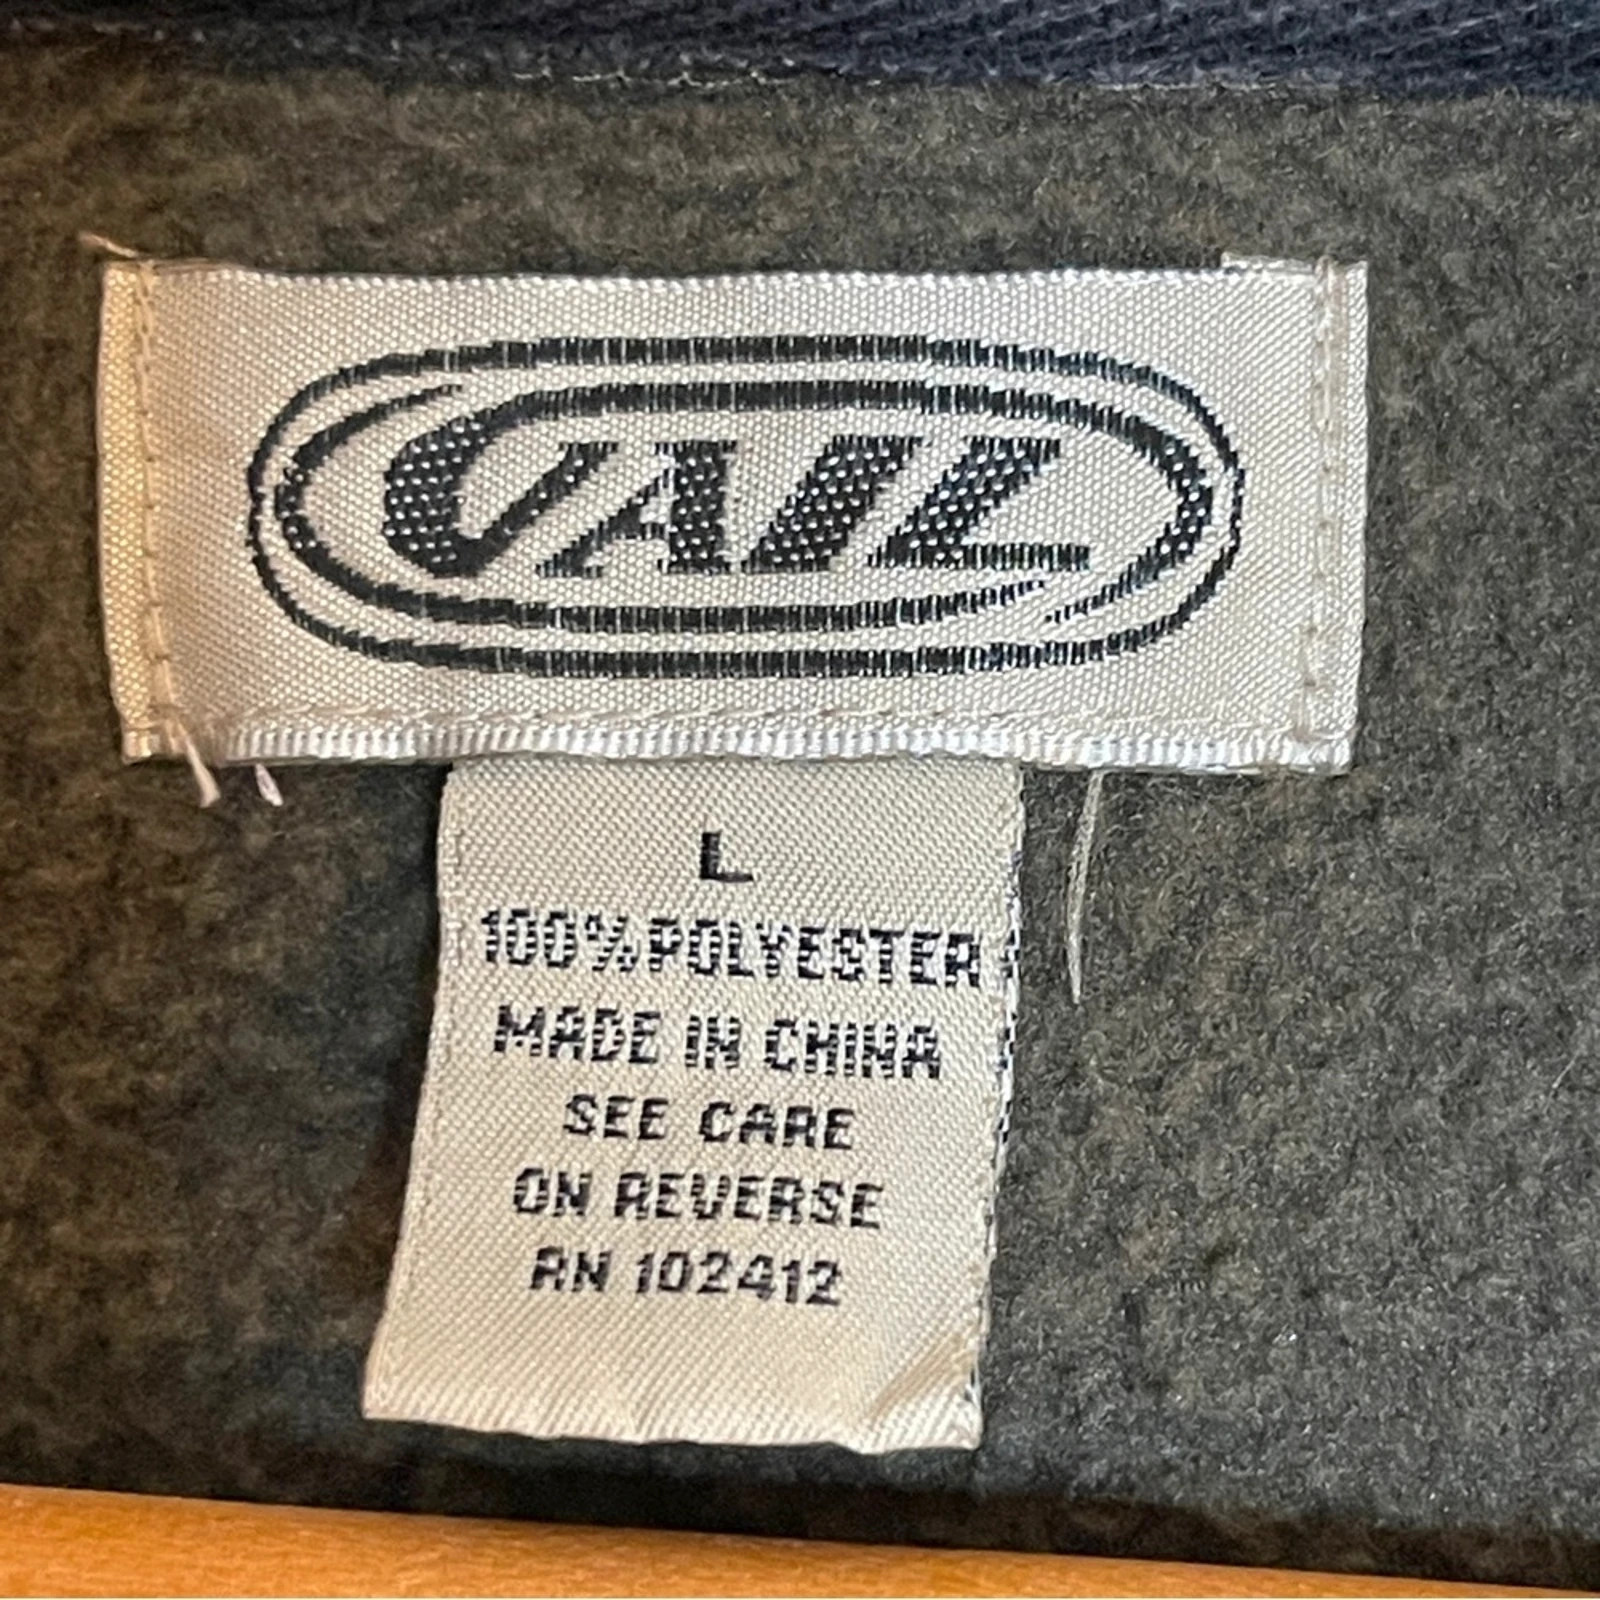 VAIL
L
100% POLYESTER
MADE IN CHINA
SEE CARE
ON REVERSE
RN 102412